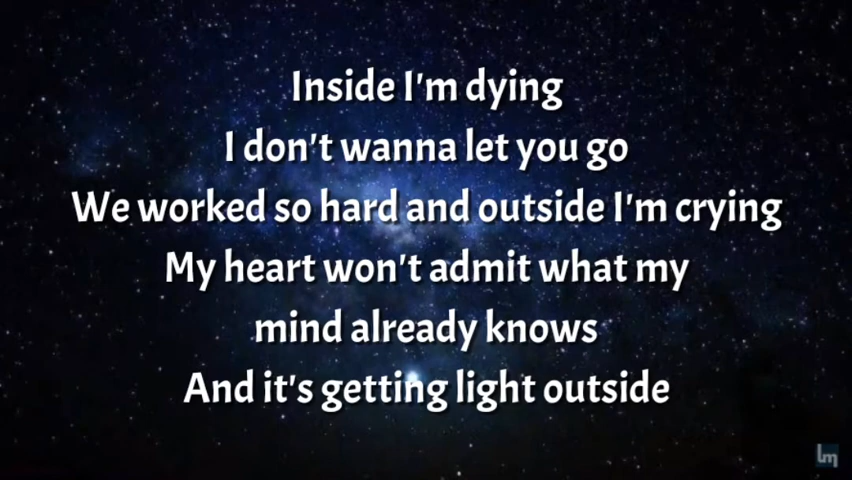 Inside I'm dying
I don't wanna let you go
We worked so hard and outside I'm crying
My heart won't admit what my
mind already knows
And it's getting light outside
lm